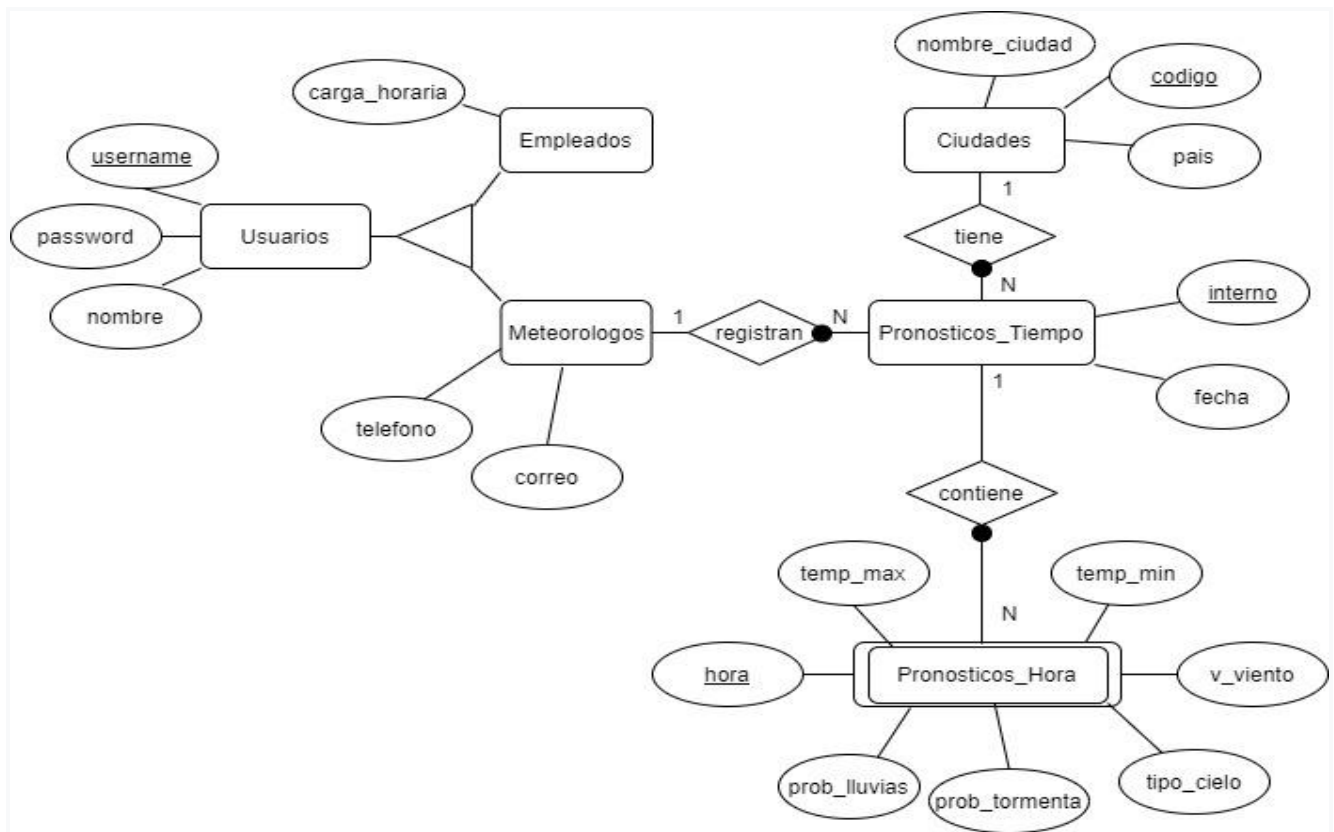 nombre_ciudad
codigo
carga_horaria
Empleados
Ciudades
username
pais
password
Usuarios
tiene
1
nombre
interno
N
Meteorologos
1
registran
N
Pronosticos_Tiempo
1
fecha
telefono
correo
contiene
temp_max
temp_min
N
hora
Pronosticos_Hora
v_viento
prob_lluvias
prob_tormenta
tipo_cielo